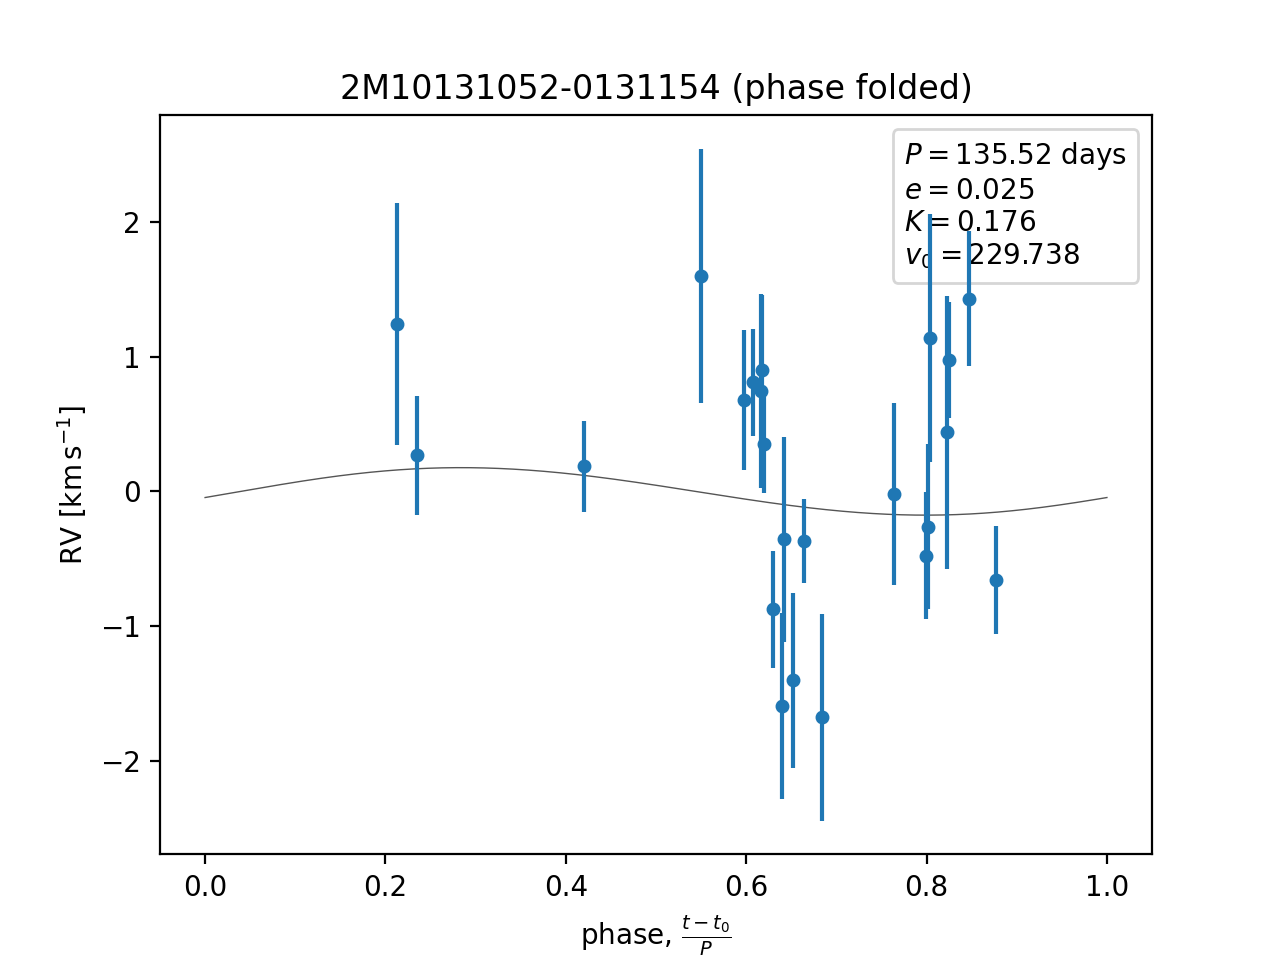 2M10131052-0131154 (phase folded)
P = 135.52 days
e = 0.025
K = 0.176
v₀ = 229.738
RV [km s⁻¹]
2
1
0
−1
−2
0.0 0.2 0.4 0.6 0.8 1.0
phase, (t − t₀)/P